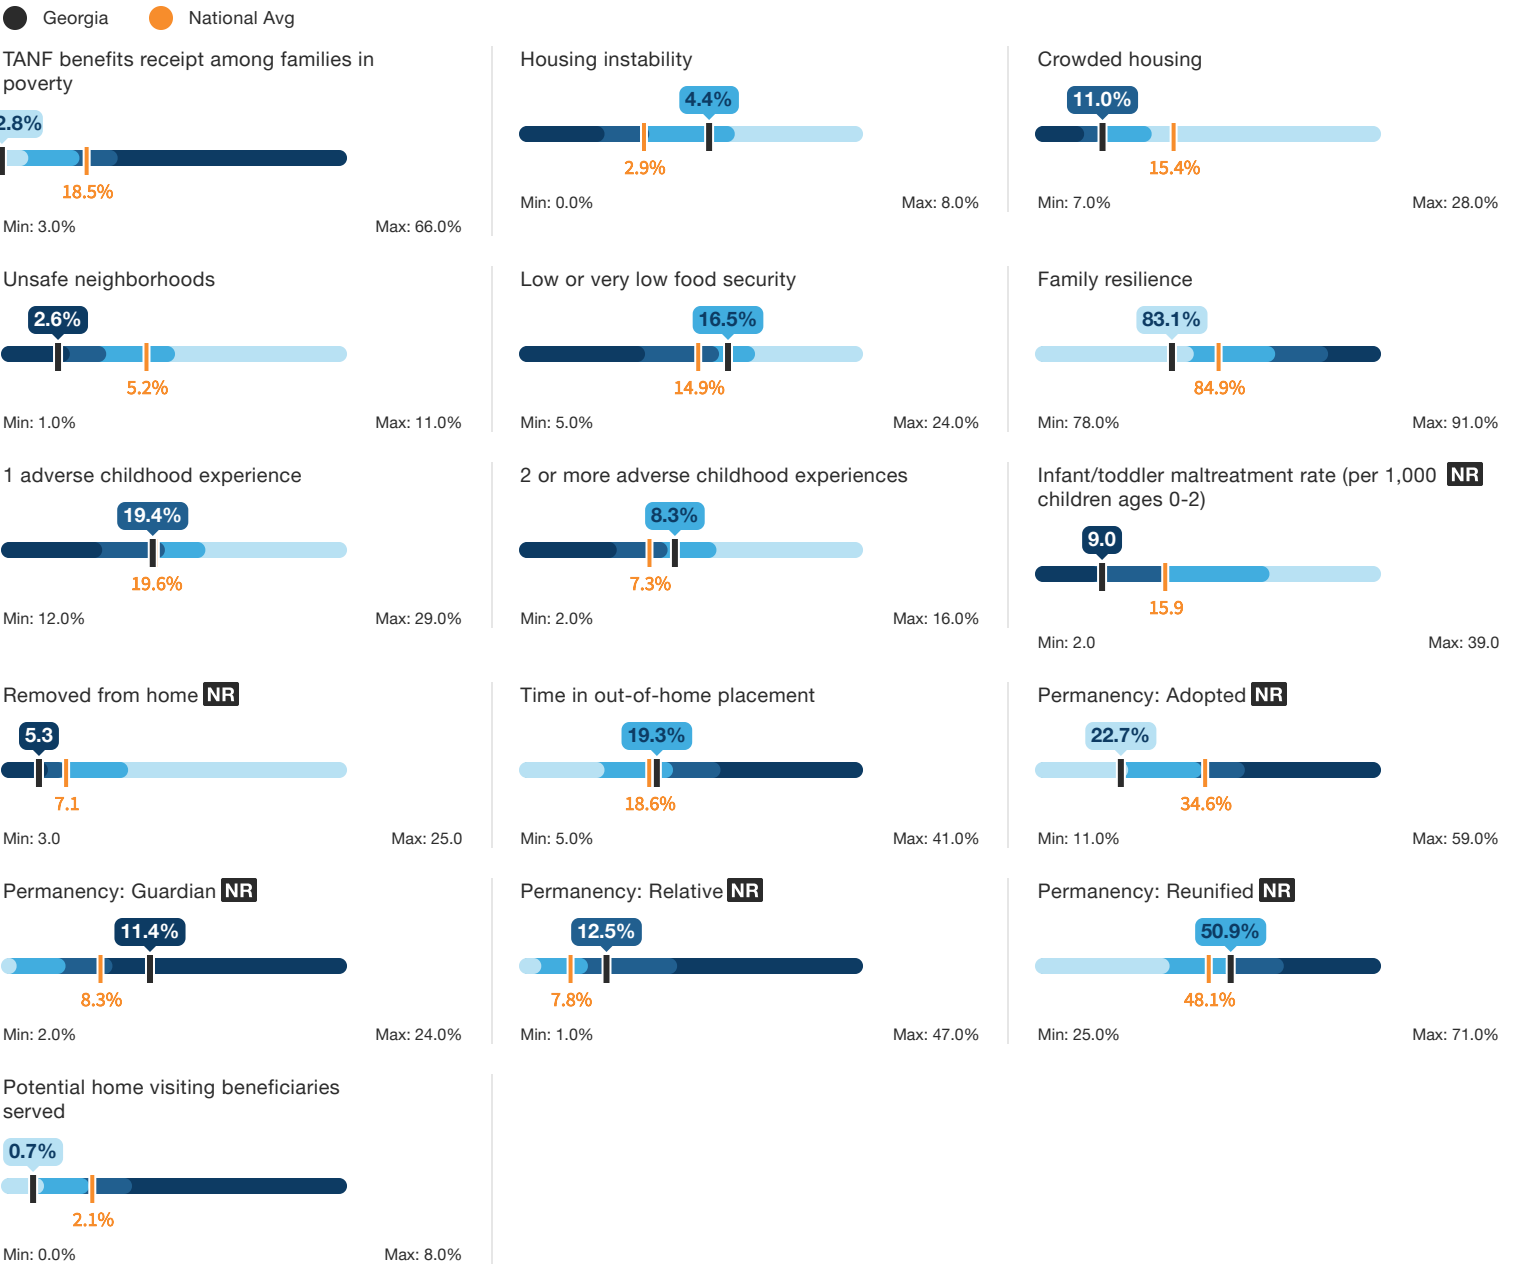 Georgia National Avg
TANF benefits receipt among families in
poverty
2.8%
18.5%
Min: 3.0% Max: 66.0%
Housing instability
4.4%
2.9%
Min: 0.0% Max: 8.0%
Crowded housing
11.0%
15.4%
Min: 7.0% Max: 28.0%
Unsafe neighborhoods
2.6%
5.2%
Min: 1.0% Max: 11.0%
Low or very low food security
16.5%
14.9%
Min: 5.0% Max: 24.0%
Family resilience
83.1%
84.9%
Min: 78.0% Max: 91.0%
1 adverse childhood experience
19.4%
19.6%
Min: 12.0% Max: 29.0%
2 or more adverse childhood experiences
8.3%
7.3%
Min: 2.0% Max: 16.0%
Infant/toddler maltreatment rate (per 1,000 NR
children ages 0-2)
9.0
15.9
Min: 2.0 Max: 39.0
Removed from home NR
5.3
7.1
Min: 3.0 Max: 25.0
Time in out-of-home placement
19.3%
18.6%
Min: 5.0% Max: 41.0%
Permanency: Adopted NR
22.7%
34.6%
Min: 11.0% Max: 59.0%
Permanency: Guardian NR
11.4%
8.3%
Min: 2.0% Max: 24.0%
Permanency: Relative NR
12.5%
7.8%
Min: 1.0% Max: 47.0%
Permanency: Reunified NR
50.9%
48.1%
Min: 25.0% Max: 71.0%
Potential home visiting beneficiaries
served
0.7%
2.1%
Min: 0.0% Max: 8.0%